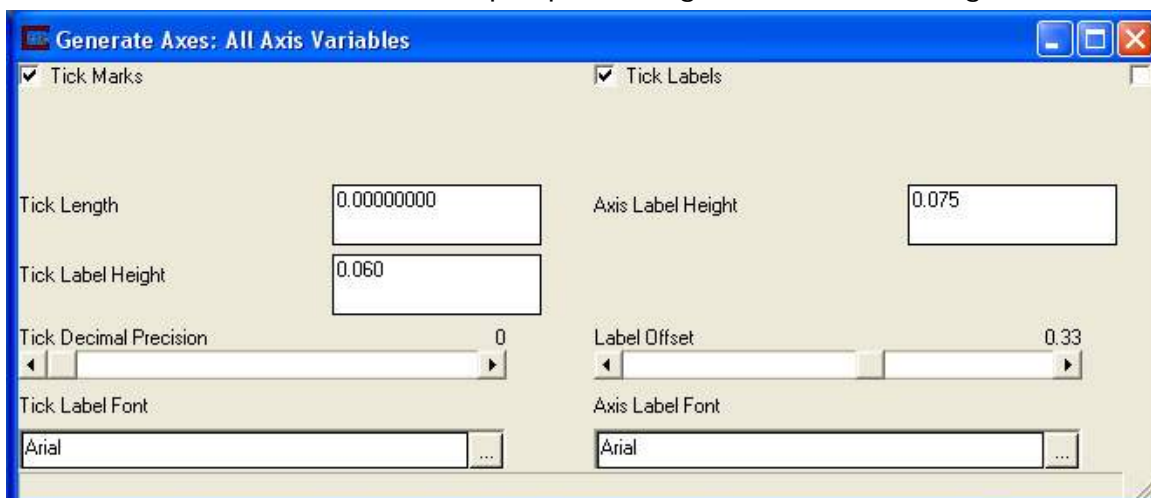 Generate Axes: All Axis Variables
Tick Marks
Tick Labels
Tick Length
0.00000000
Axis Label Height
0.075
Tick Label Height
0.060
Tick Decimal Precision
0
Label Offset
0.33
Tick Label Font
Axis Label Font
Arial
...
Arial
...